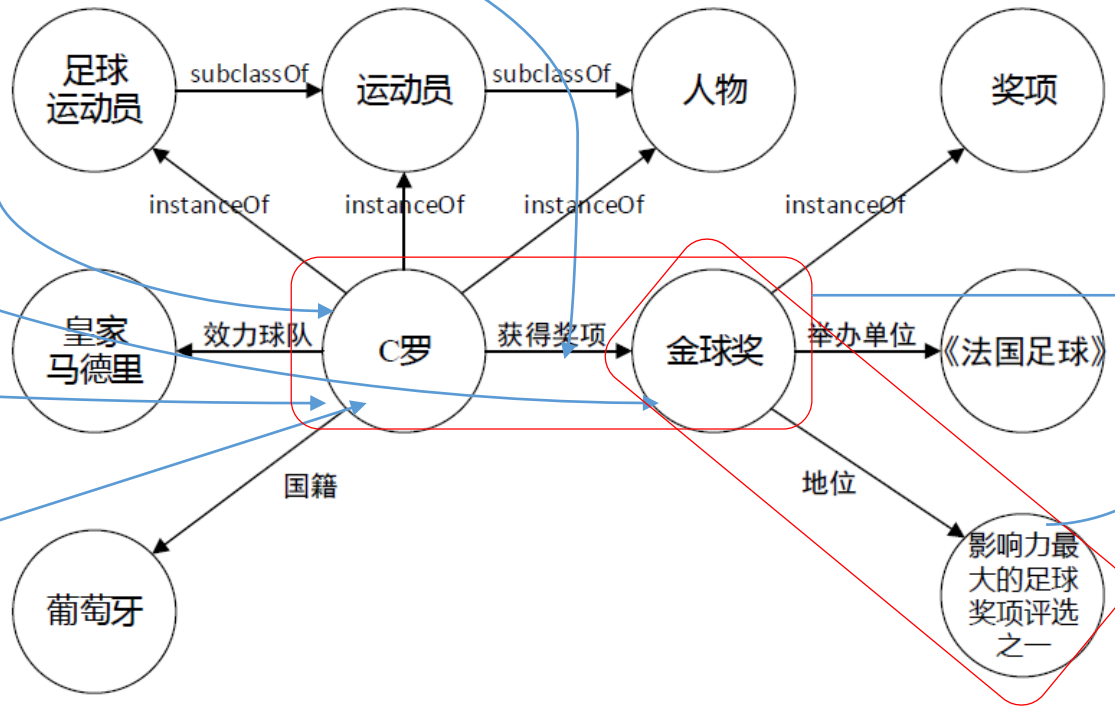 足球
运动员
subclassOf
运动员
subclassOf
人物
奖项
instanceOf
instanceOf
instanceOf
instanceOf
皇家
马德里
效力球队
C罗
获得奖项
金球奖
举办单位
《法国足球》
国籍
地位
葡萄牙
影响力最
大的足球
奖项评选
之一